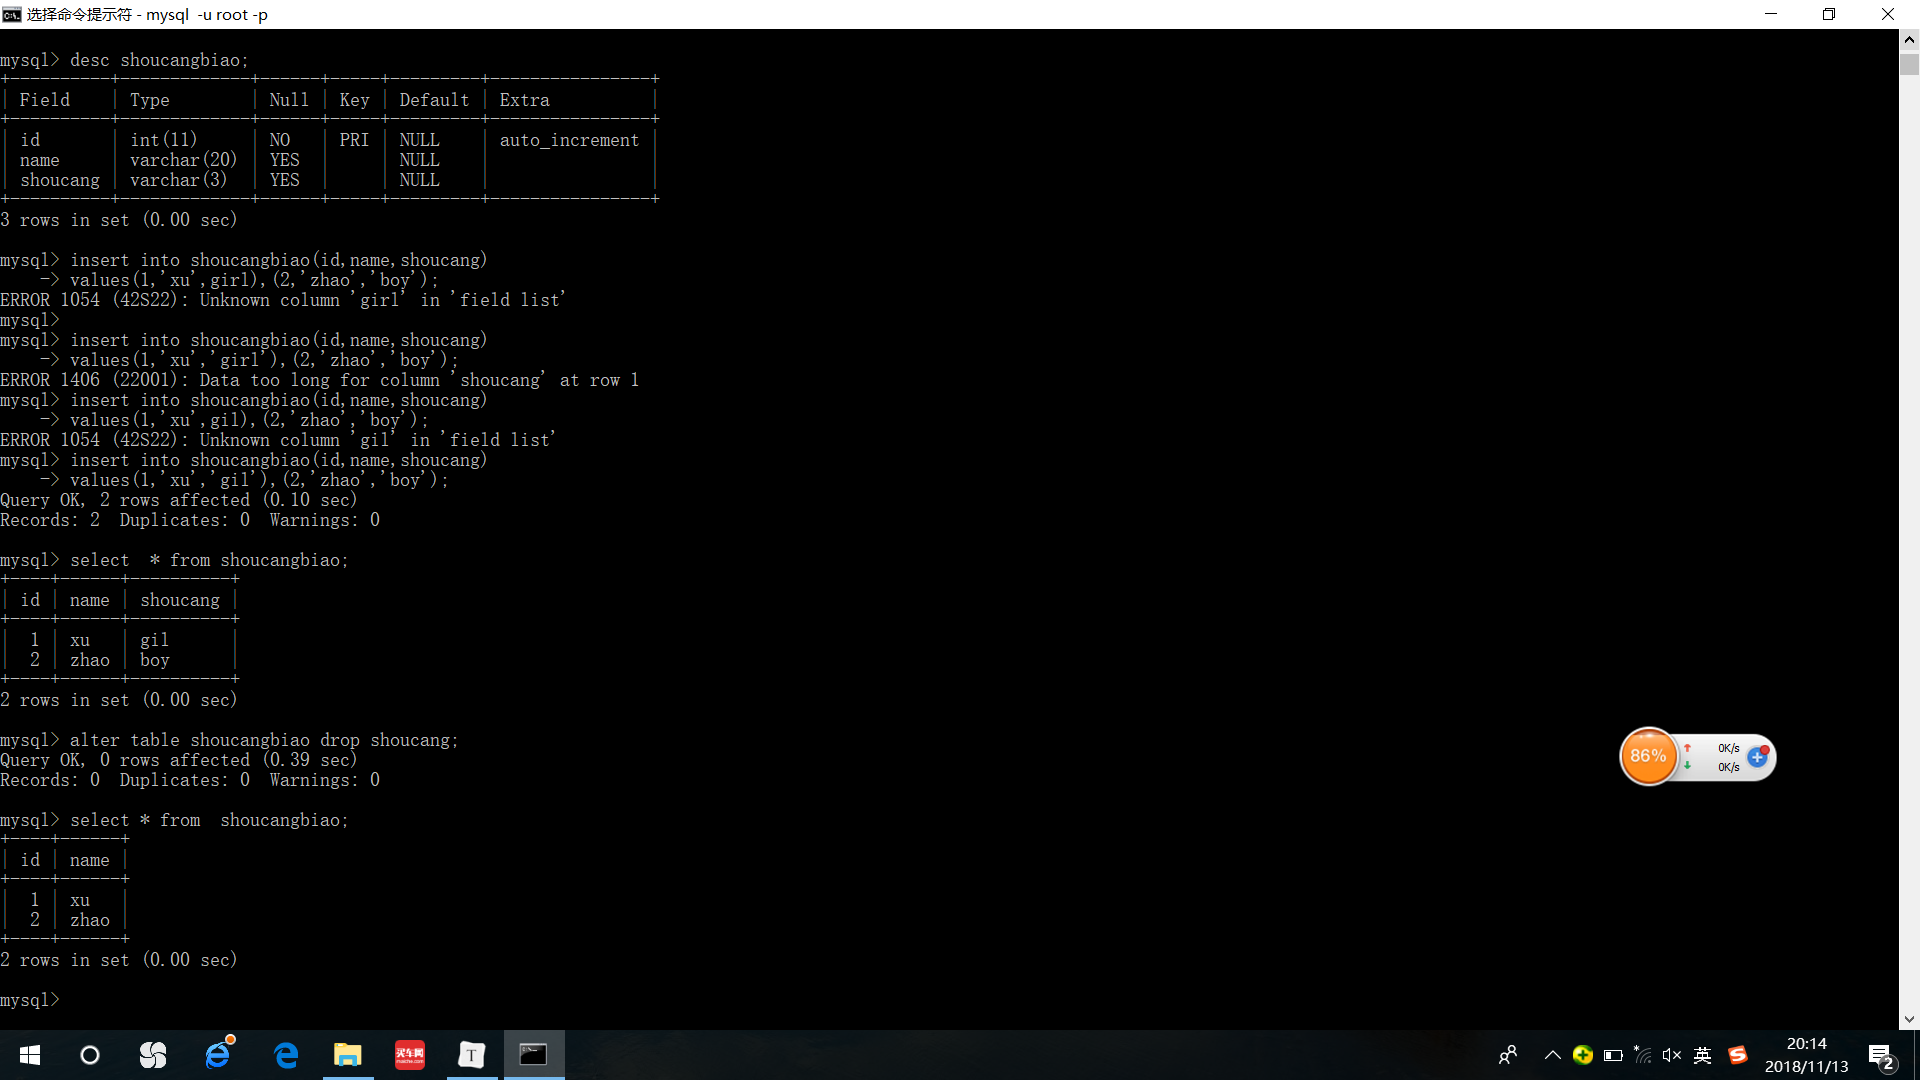 选择命令提示符 - mysql  -u root -p
mysql> desc shoucangbiao;
+----------+-------------+------+-----+---------+----------------+
| Field    | Type        | Null | Key | Default | Extra          |
+----------+-------------+------+-----+---------+----------------+
| id       | int(11)     | NO   | PRI | NULL    | auto_increment |
| name     | varchar(20) | YES  |     | NULL    |                |
| shoucang | varchar(3)  | YES  |     | NULL    |                |
+----------+-------------+------+-----+---------+----------------+
3 rows in set (0.00 sec)
mysql> insert into shoucangbiao(id,name,shoucang)
    -> values(1,'xu',girl),(2,'zhao','boy');
ERROR 1054 (42S22): Unknown column 'girl' in 'field list'
mysql>
mysql> insert into shoucangbiao(id,name,shoucang)
    -> values(1,'xu','girl'),(2,'zhao','boy');
ERROR 1406 (22001): Data too long for column 'shoucang' at row 1
mysql> insert into shoucangbiao(id,name,shoucang)
    -> values(1,'xu',gil),(2,'zhao','boy');
ERROR 1054 (42S22): Unknown column 'gil' in 'field list'
mysql> insert into shoucangbiao(id,name,shoucang)
    -> values(1,'xu','gil'),(2,'zhao','boy');
Query OK, 2 rows affected (0.10 sec)
Records: 2  Duplicates: 0  Warnings: 0
mysql> select  * from shoucangbiao;
+----+------+----------+
| id | name | shoucang |
+----+------+----------+
|  1 | xu   | gil      |
|  2 | zhao | boy      |
+----+------+----------+
2 rows in set (0.00 sec)
mysql> alter table shoucangbiao drop shoucang;
Query OK, 0 rows affected (0.39 sec)
Records: 0  Duplicates: 0  Warnings: 0
mysql> select * from  shoucangbiao;
+----+------+
| id | name |
+----+------+
|  1 | xu   |
|  2 | zhao |
+----+------+
2 rows in set (0.00 sec)
mysql>
86%
0K/s
0K/s
买车网
maiche.com
T
英
20:14
2018/11/13
2